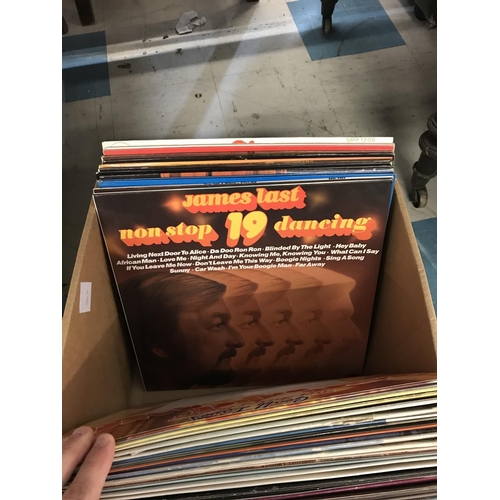 james last
non stop 19 dancing
Living Next Door To Alice - Da Doo Ron Ron - Blinded By The Light - Hey Baby
African Man - Love Me - Night And Day - Knowing Me, Knowing You - What Can I Say
If You Leave Me Now - Don't Leave Me This Way - Boogie Nights - Sing A Song
Sunny - Car Wash - I'm Your Boogie Man - Far Away